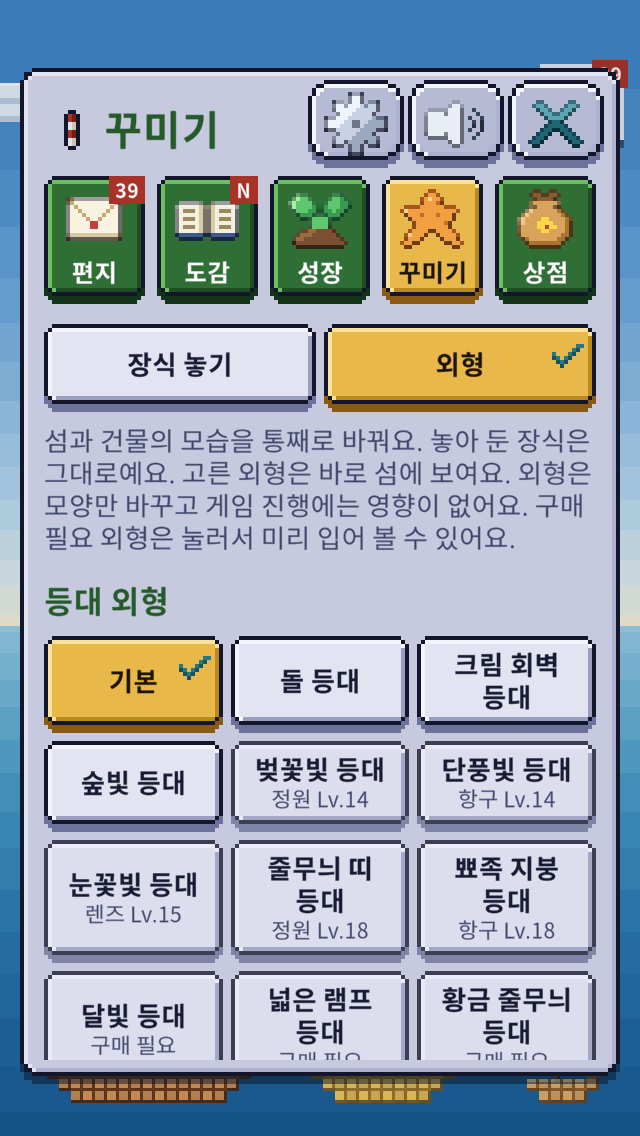 꾸미기
39
N
편지
도감
성장
꾸미기
상점
장식 놓기
외형
섬과 건물의 모습을 통째로 바꿔요. 놓아 둔 장식은
그대로예요. 고른 외형은 바로 섬에 보여요. 외형은
모양만 바꾸고 게임 진행에는 영향이 없어요. 구매
필요 외형은 눌러서 미리 입어 볼 수 있어요.
등대 외형
기본
돌 등대
크림 회벽
등대
숲빛 등대
벚꽃빛 등대
정원 Lv.14
단풍빛 등대
항구 Lv.14
눈꽃빛 등대
렌즈 Lv.15
줄무늬 띠
등대
정원 Lv.18
뾰족 지붕
등대
항구 Lv.18
달빛 등대
구매 필요
넓은 램프
등대
구매 필요
황금 줄무늬
등대
구매 필요